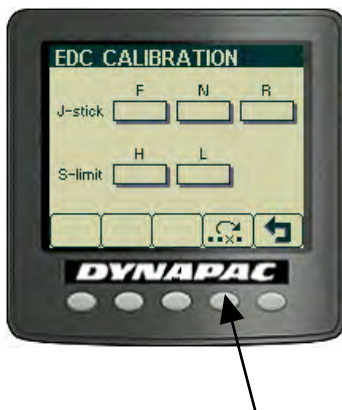 EDC CALIBRATION
F N R
J-stick
H L
S-limit
DYNAPAC